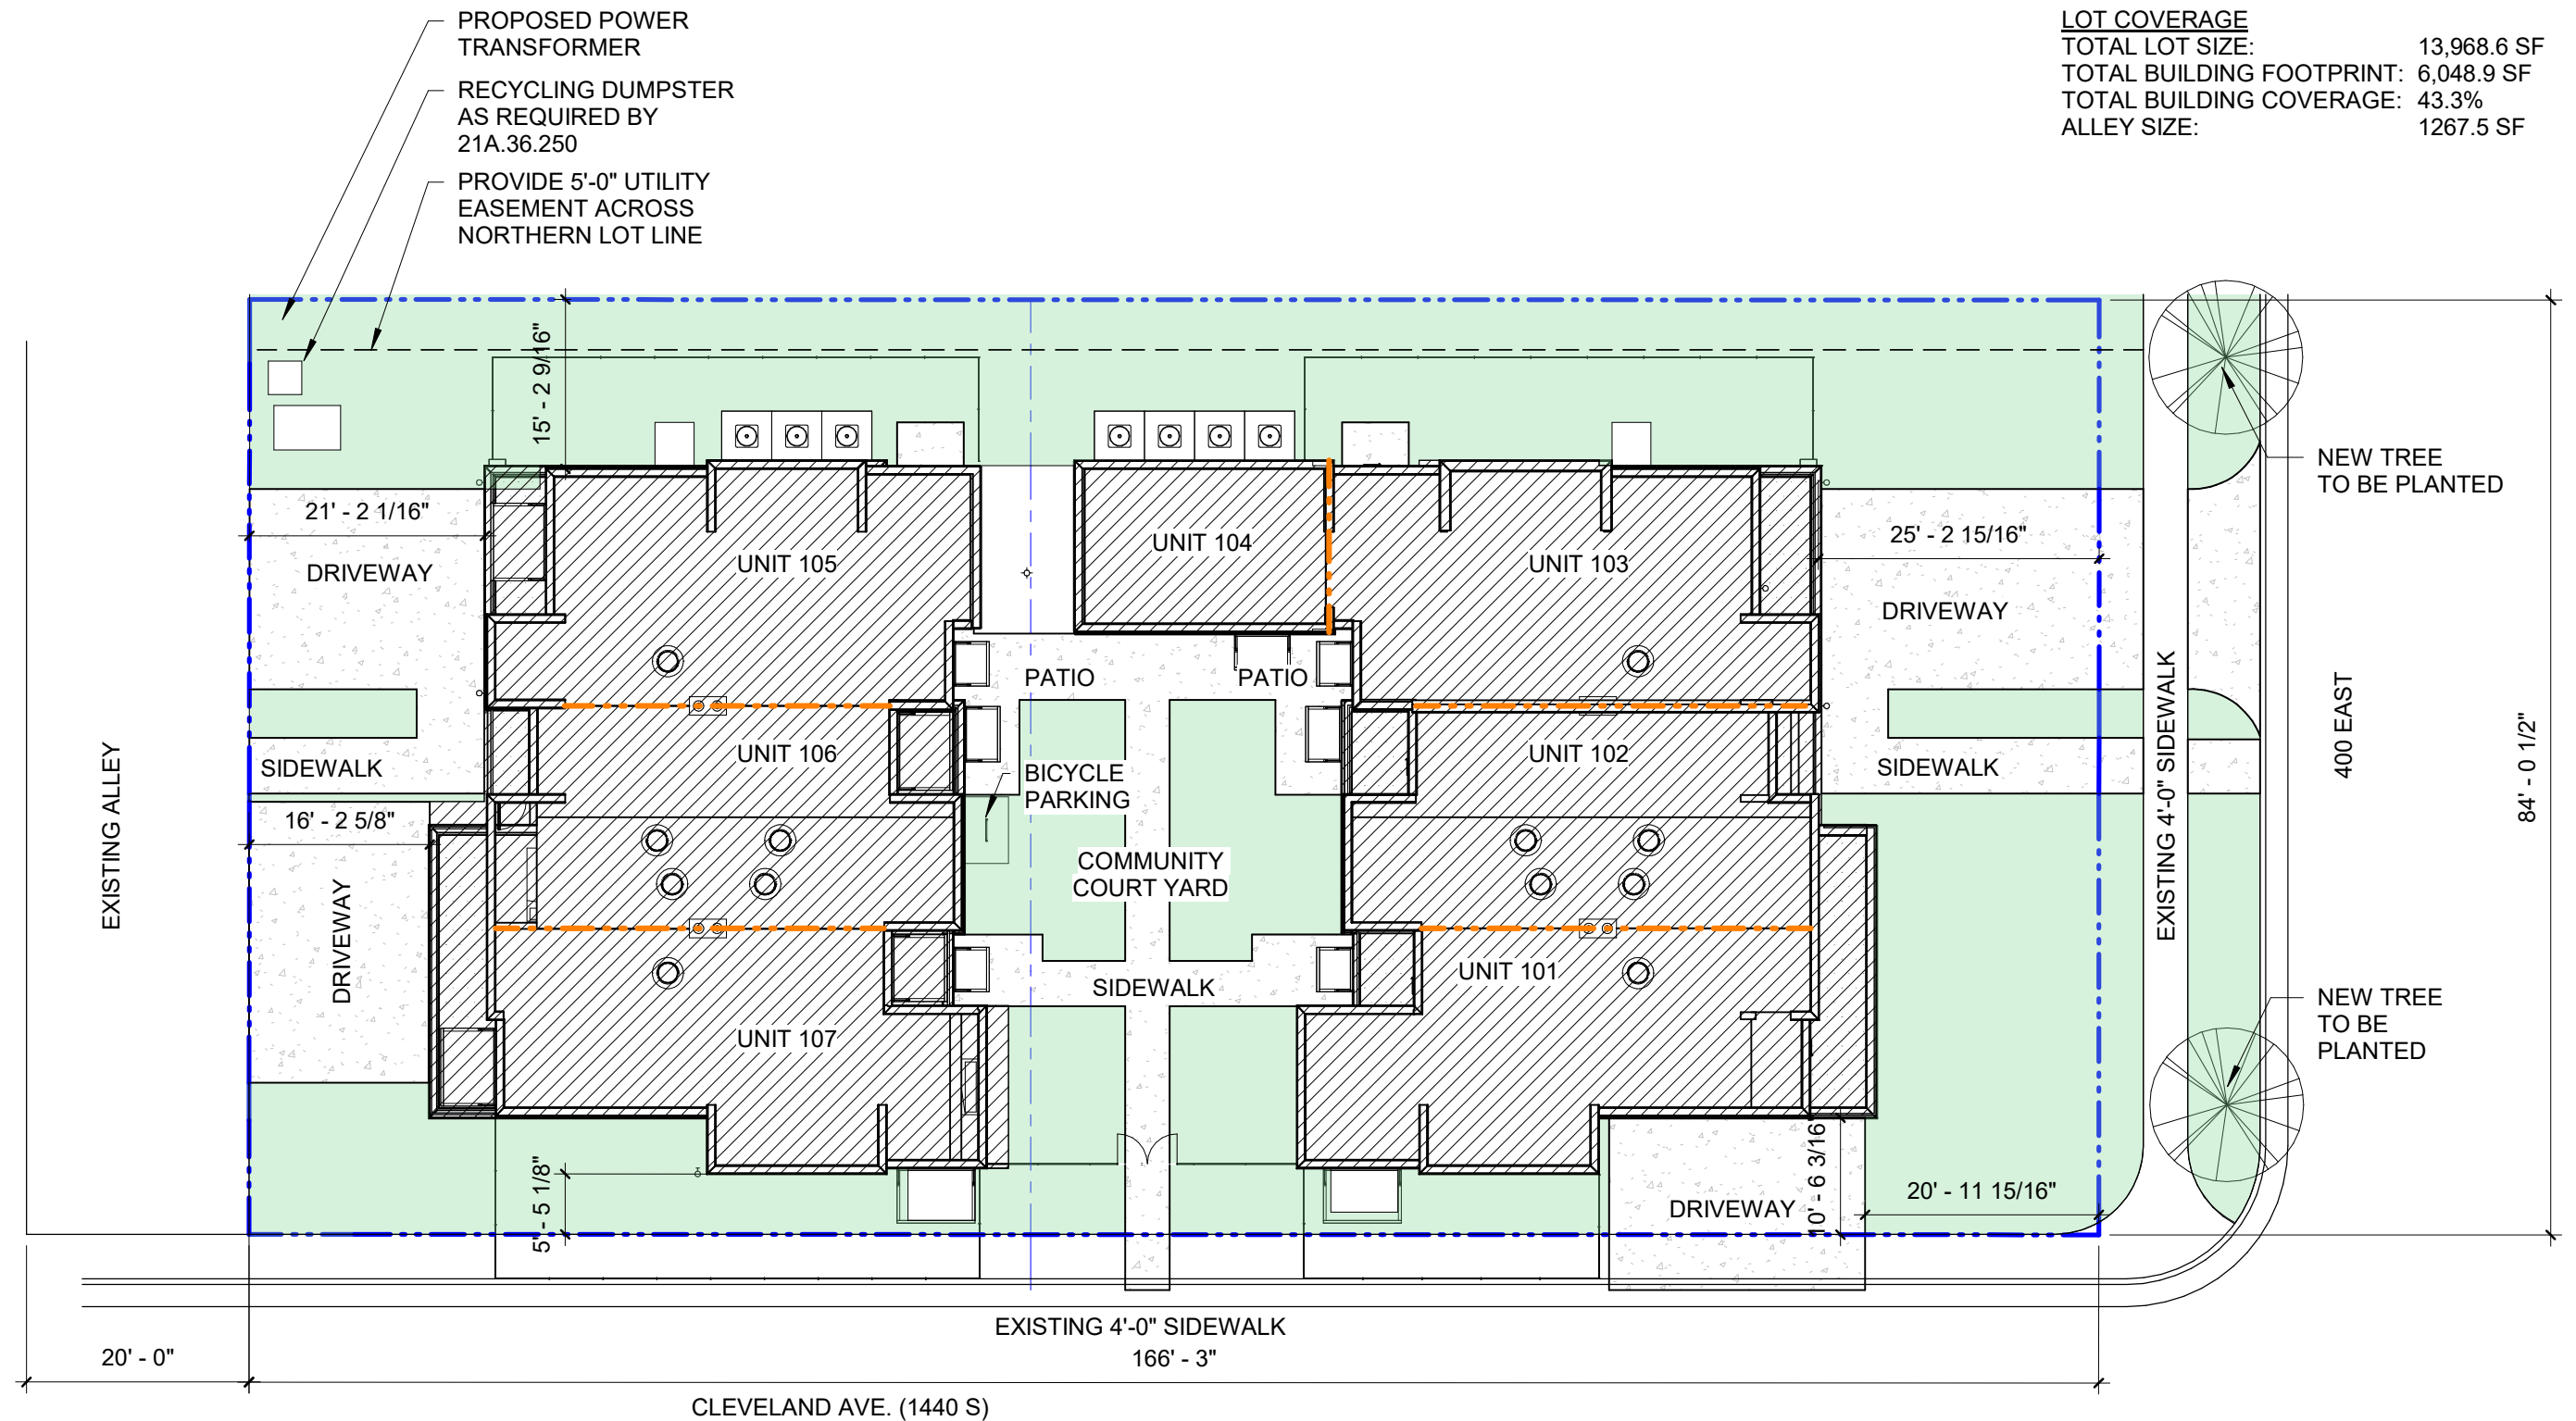 PROPOSED POWER
TRANSFORMER
RECYCLING DUMPSTER
AS REQUIRED BY
21A.36.250
PROVIDE 5'-0" UTILITY
EASEMENT ACROSS
NORTHERN LOT LINE
LOT COVERAGE
TOTAL LOT SIZE: 13,968.6 SF
TOTAL BUILDING FOOTPRINT: 6,048.9 SF
TOTAL BUILDING COVERAGE: 43.3%
ALLEY SIZE: 1267.5 SF
15' - 2 9/16"
NEW TREE
TO BE PLANTED
21' - 2 1/16"
DRIVEWAY
UNIT 105
UNIT 104
UNIT 103
25' - 2 15/16"
DRIVEWAY
PATIO
PATIO
EXISTING 4'-0" SIDEWALK
400 EAST
84' - 0 1/2"
EXISTING ALLEY
SIDEWALK
UNIT 106
UNIT 102
SIDEWALK
BICYCLE
PARKING
16' - 2 5/8"
COMMUNITY
COURT YARD
DRIVEWAY
UNIT 101
SIDEWALK
UNIT 107
NEW TREE
TO BE
PLANTED
5' - 5 1/8"
10' - 6 3/16"
DRIVEWAY
20' - 11 15/16"
EXISTING 4'-0" SIDEWALK
20' - 0"
166' - 3"
CLEVELAND AVE. (1440 S)